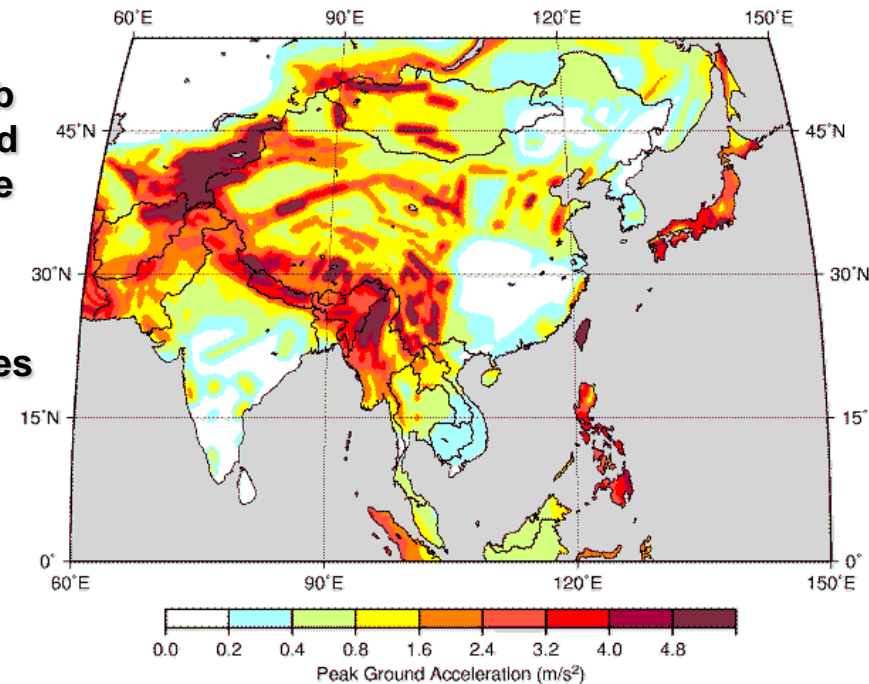 60˚E 90˚E 120˚E 150˚E
b
d
e
es
45˚N 45˚N
30˚N 30˚N
15˚N 15˚
0˚ 0˚
60˚E 90˚E 120˚E 150˚E
0.0 0.2 0.4 0.8 1.6 2.4 3.2 4.0 4.8
Peak Ground Acceleration (m/s²)